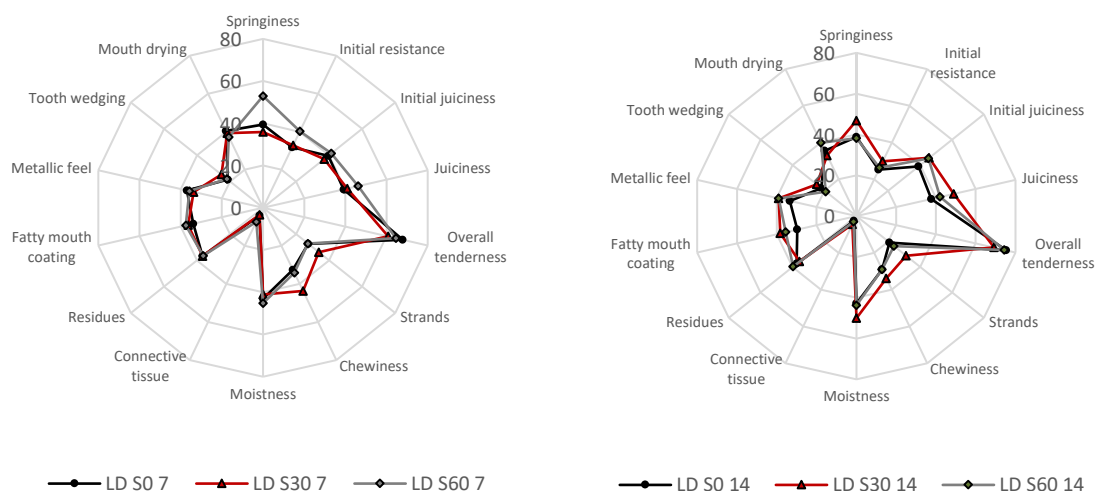 Springiness
80
Mouth drying
Initial resistance
60
Tooth wedging
Initial juiciness
40
20
Metallic feel
Juiciness
0
Fatty mouth
coating
Overall
tenderness
Residues
Strands
Connective
tissue
Chewiness
Moistness
LD S0 7
LD S30 7
LD S60 7
Springiness
80
Mouth drying
Initial
resistance
60
Tooth wedging
Initial juiciness
40
20
Metallic feel
Juiciness
0
Fatty mouth
coating
Overall
tenderness
Residues
Strands
Connective
tissue
Chewiness
Moistness
LD S0 14
LD S30 14
LD S60 14